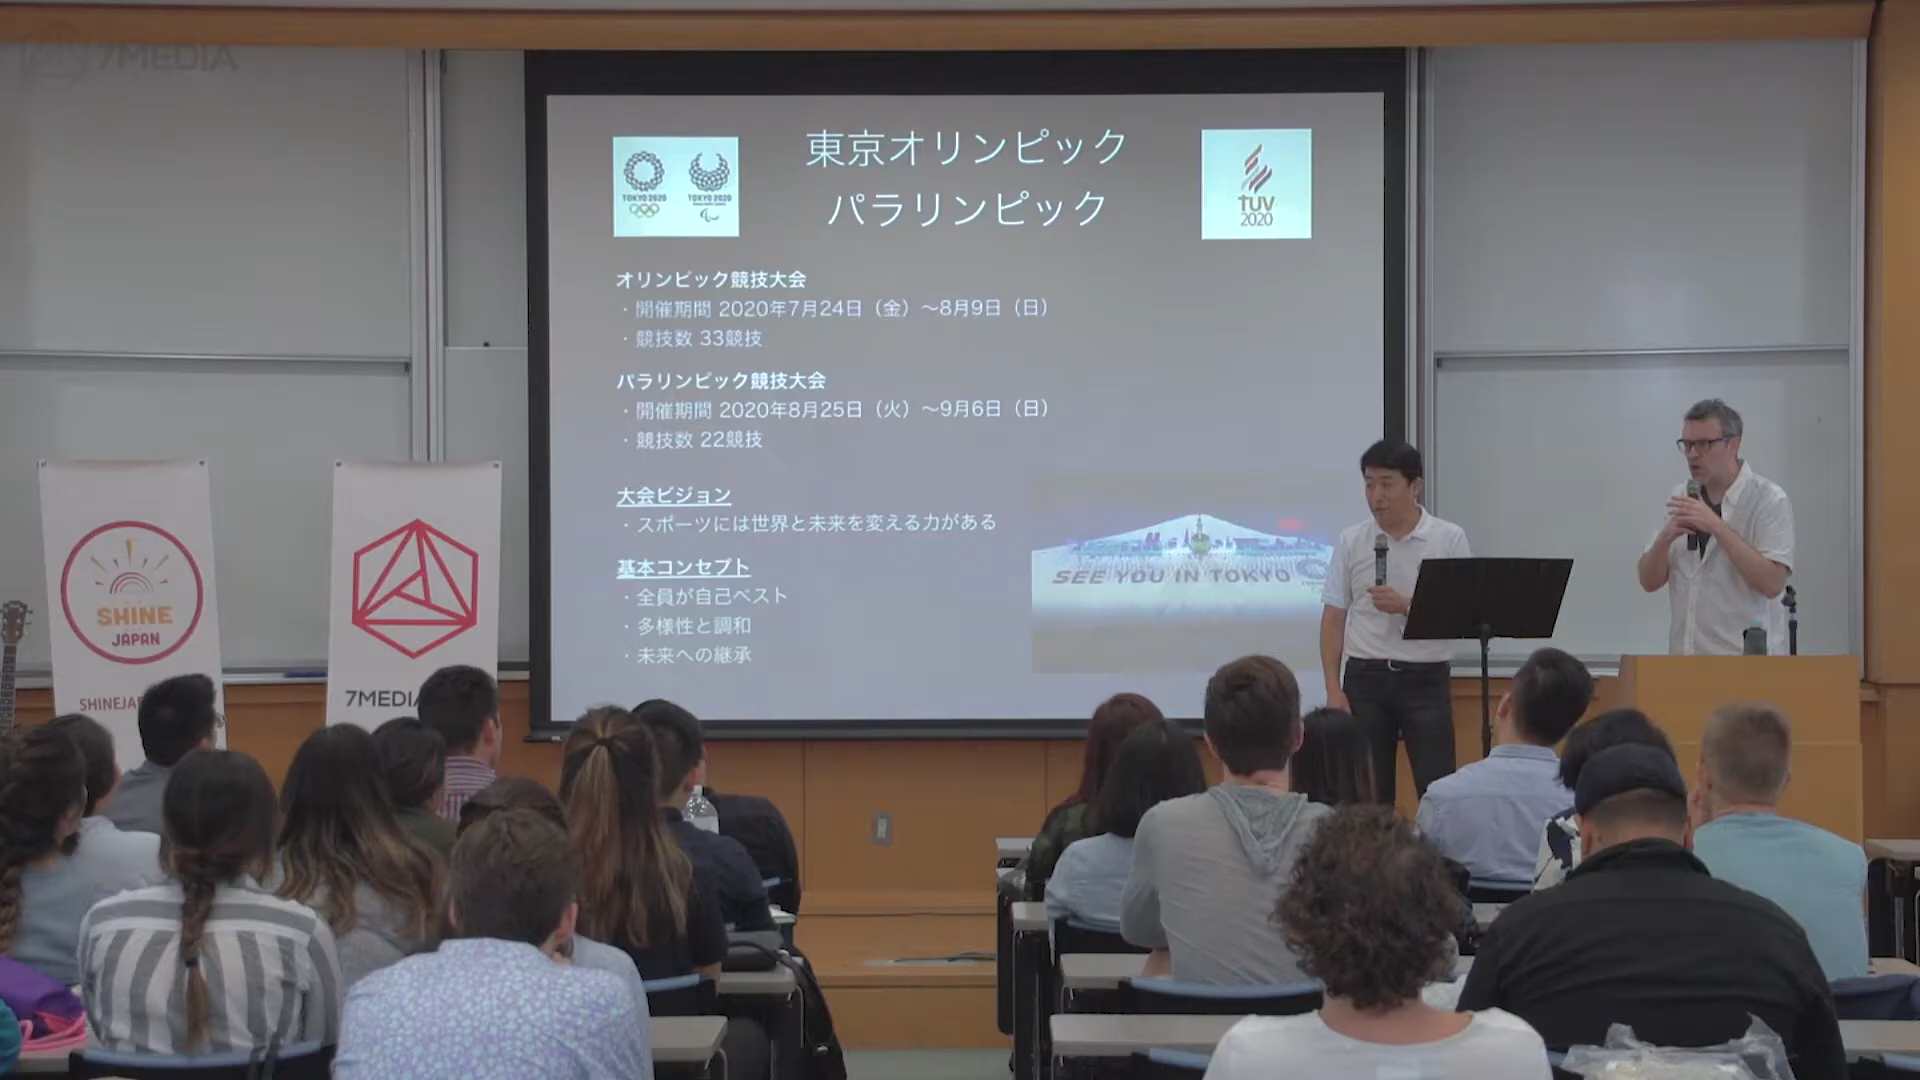 7MEDIA
東京オリンピック
パラリンピック
TOKYO 2020
TOKYO 2020
tUV
2020
オリンピック競技大会
・開催期間 2020年7月24日（金）～8月9日（日）
・競技数 33競技
パラリンピック競技大会
・開催期間 2020年8月25日（火）～9月6日（日）
・競技数 22競技
大会ビジョン
・スポーツには世界と未来を変える力がある
基本コンセプト
・全員が自己ベスト
・多様性と調和
・未来への継承
SEE YOU IN TOKYO
SHINE
JAPAN
SHINEJA
7MEDIA